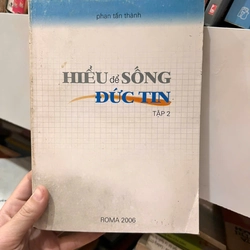 phan tấn thành
HIỂU để SỐNG
ĐỨC TIN
TẬP 2
ROMA 2006